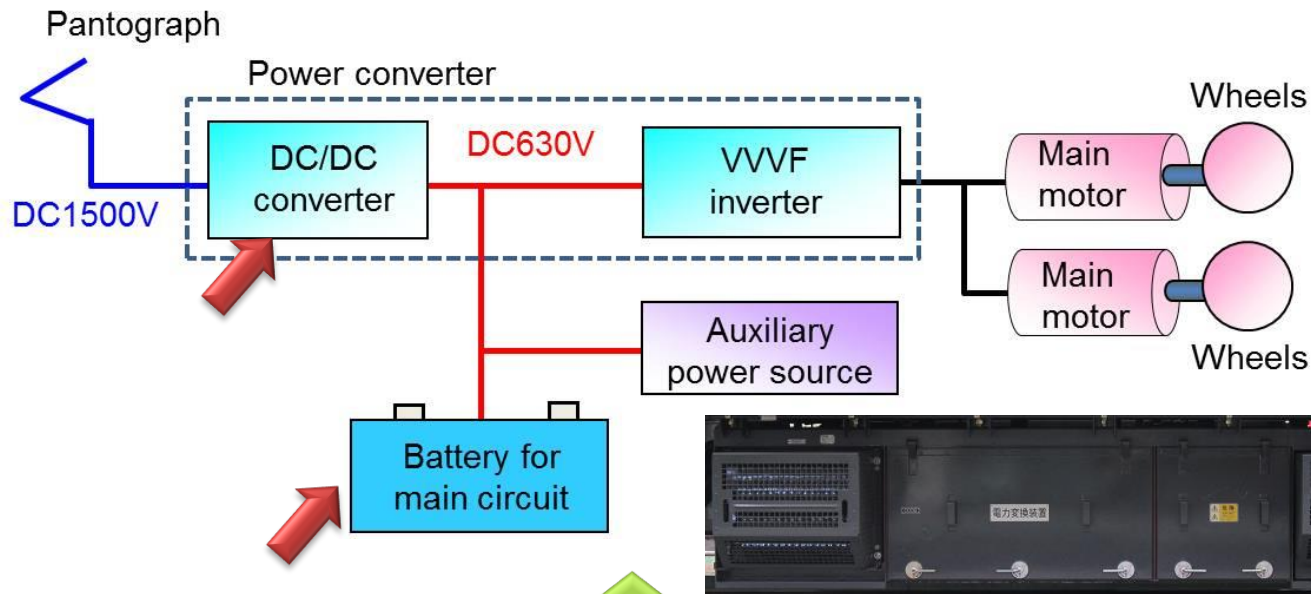 Pantograph
Power converter
Wheels
DC/DC
converter
DC630V
VVVF
inverter
Main
motor
DC1500V
Main
motor
Auxiliary
power source
Wheels
Battery for
main circuit
電力変換装置